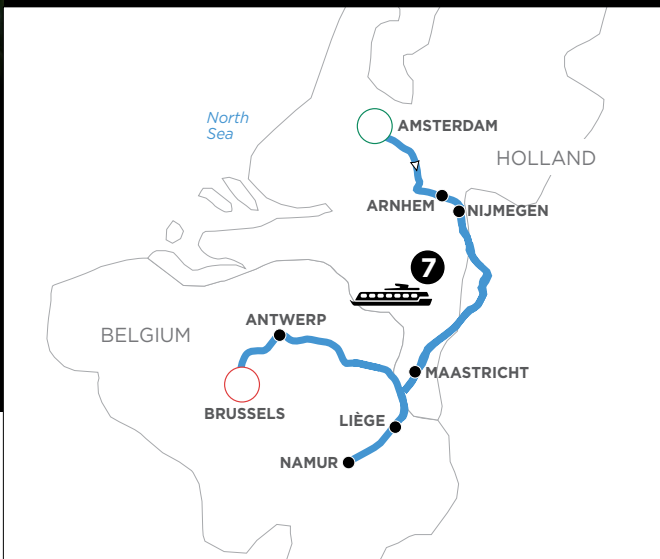 North
Sea
AMSTERDAM
HOLLAND
ARNHEM
NIJMEGEN
7
ANTWERP
BELGIUM
MAASTRICHT
BRUSSELS
LIÈGE
NAMUR